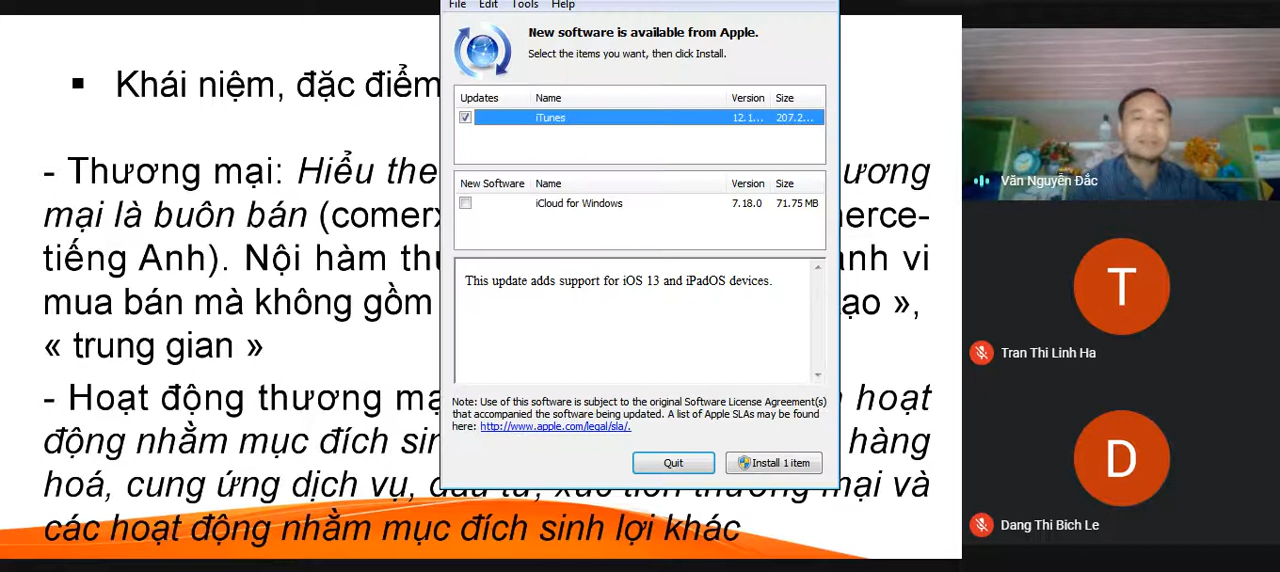 File Edit Tools Help
New software is available from Apple.
Select the items you want, then click Install.
Updates Name Version Size
iTunes 12.1... 207.2...
New Software Name Version Size
iCloud for Windows 7.18.0 71.75 MB
This update adds support for iOS 13 and iPadOS devices.
Note: Use of this software is subject to the original Software License Agreement(s)
that accompanied the software being updated. A list of Apple SLAs may be found
here: http://www.apple.com/legal/sla/.
Quit Install 1 item
▪ Khái niệm, đặc điểm
- Thương mại: Hiểu the ương
mại là buôn bán (comerx merce-
tiếng Anh). Nội hàm thư anh vi
mua bán mà không gồm ạo »,
« trung gian »
- Hoạt động thương mạ hoạt
động nhằm mục đích sin hàng
hoá, cung ứng dịch vụ, đầu tư, xúc tiến thương mại và
các hoạt động nhằm mục đích sinh lợi khác
Văn Nguyễn Đắc
T
Tran Thi Linh Ha
D
Dang Thi Bich Le